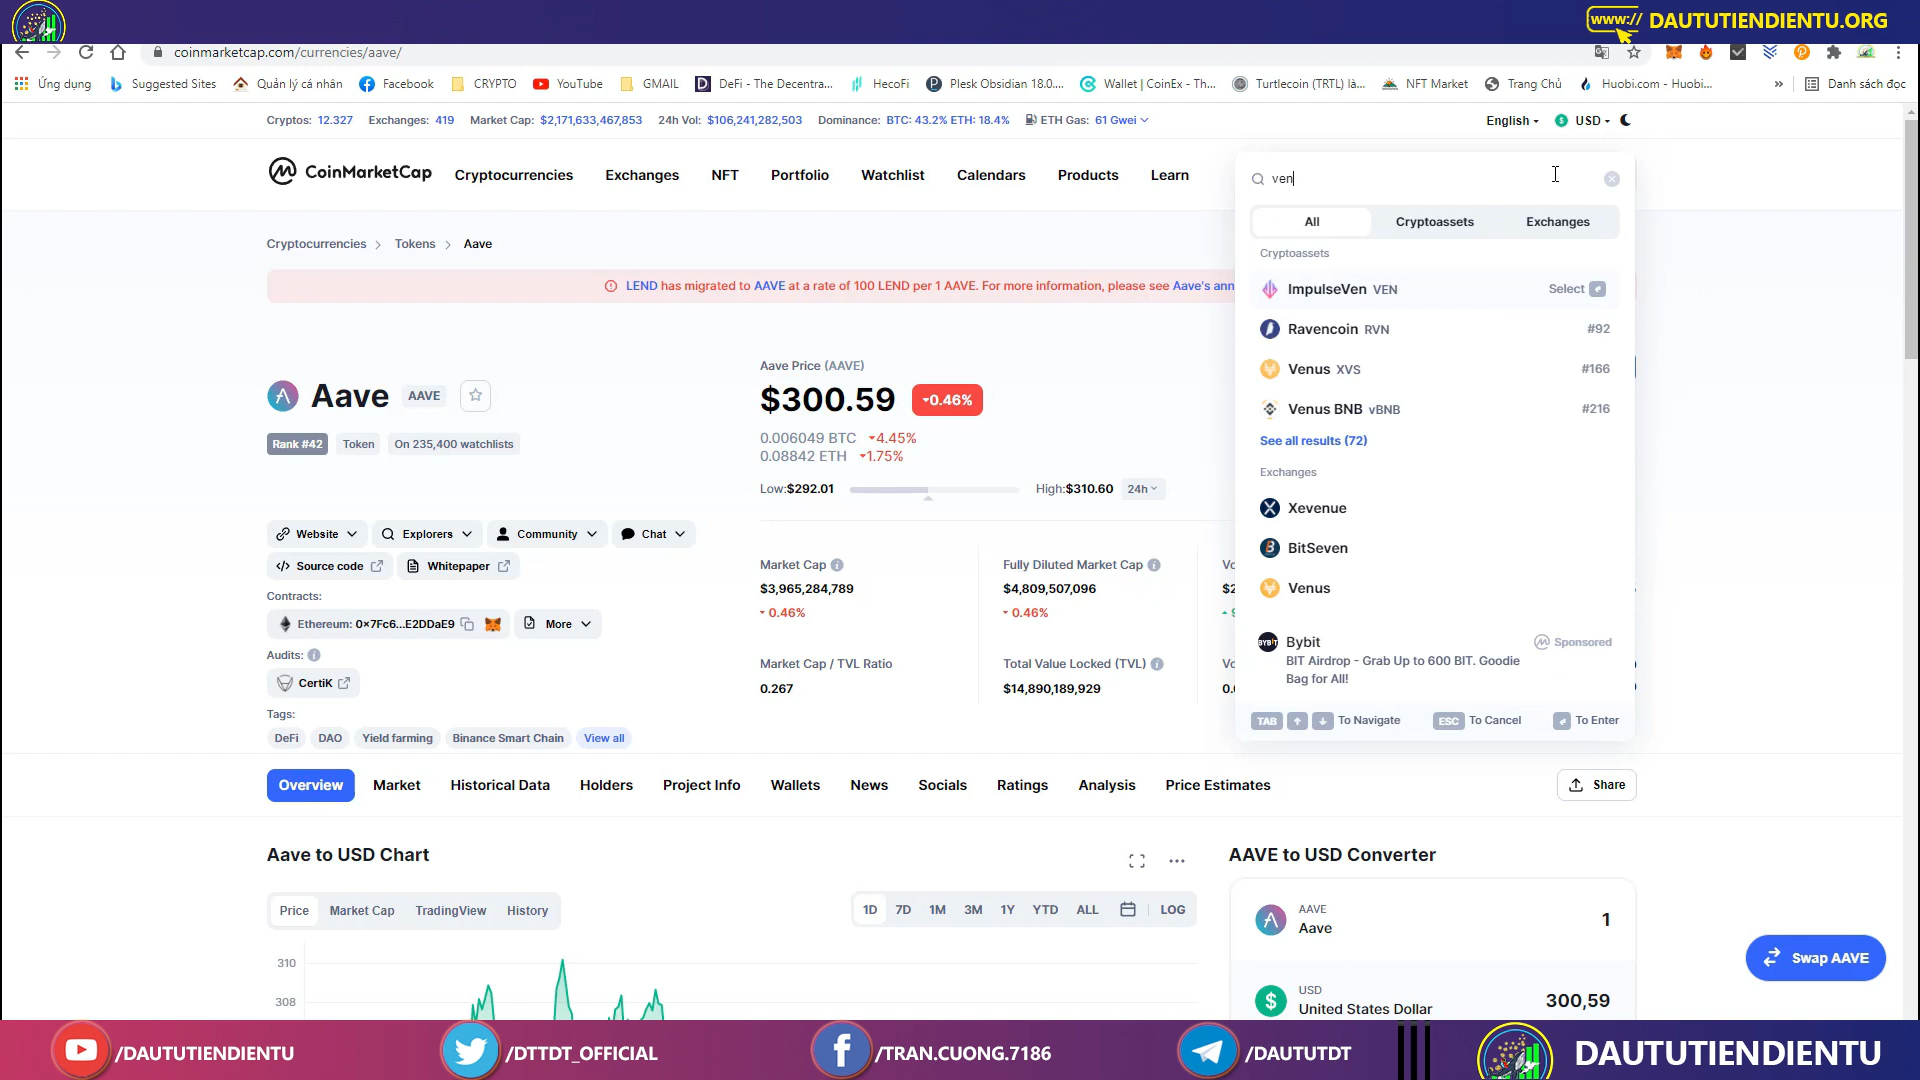 www:// DAUTUTIENDIENTU.ORG
coinmarketcap.com/currencies/aave/
Ứng dụng Suggested Sites Quản lý cá nhân Facebook CRYPTO YouTube GMAIL DeFi - The Decentra... HecoFi Plesk Obsidian 18.0.... Wallet | CoinEx - Th... Turtlecoin (TRTL) là... NFT Market Trang Chủ Huobi.com - Huobi... » Danh sách đọc
Cryptos: 12.327 Exchanges: 419 Market Cap: $2,171,633,467,853 24h Vol: $106,241,282,503 Dominance: BTC: 43.2% ETH: 18.4% ETH Gas: 61 Gwei
English USD
CoinMarketCap Cryptocurrencies Exchanges NFT Portfolio Watchlist Calendars Products Learn
ven
All Cryptoassets Exchanges
Cryptoassets
ImpulseVen VEN Select
Ravencoin RVN #92
Venus XVS #166
Venus BNB vBNB #216
See all results (72)
Exchanges
Xevenue
BitSeven
Venus
Bybit Sponsored
BIT Airdrop - Grab Up to 600 BIT. Goodie
Bag for All!
TAB To Navigate ESC To Cancel To Enter
Cryptocurrencies > Tokens > Aave
LEND has migrated to AAVE at a rate of 100 LEND per 1 AAVE. For more information, please see Aave's ann
Aave AAVE
Rank #42 Token On 235,400 watchlists
Aave Price (AAVE)
$300.59 0.46%
0.006049 BTC 4.45%
0.08842 ETH 1.75%
Low:$292.01 High:$310.60 24h
Website Explorers Community Chat
Source code Whitepaper
Contracts:
Ethereum: 0x7Fc6...E2DDaE9 More
Audits:
CertiK
Tags:
DeFi DAO Yield farming Binance Smart Chain View all
Market Cap Fully Diluted Market Cap
$3,965,284,789 $4,809,507,096
0.46% 0.46%
Market Cap / TVL Ratio Total Value Locked (TVL)
0.267 $14,890,189,929
Overview Market Historical Data Holders Project Info Wallets News Socials Ratings Analysis Price Estimates Share
Aave to USD Chart
Price Market Cap TradingView History 1D 7D 1M 3M 1Y YTD ALL LOG
310
308
AAVE to USD Converter
AAVE
Aave 1
USD
United States Dollar 300,59
Swap AAVE
/DAUTUTIENDIENTU /DTTDT_OFFICIAL /TRAN.CUONG.7186 /DAUTUTDT DAUTUTIENDIENTU